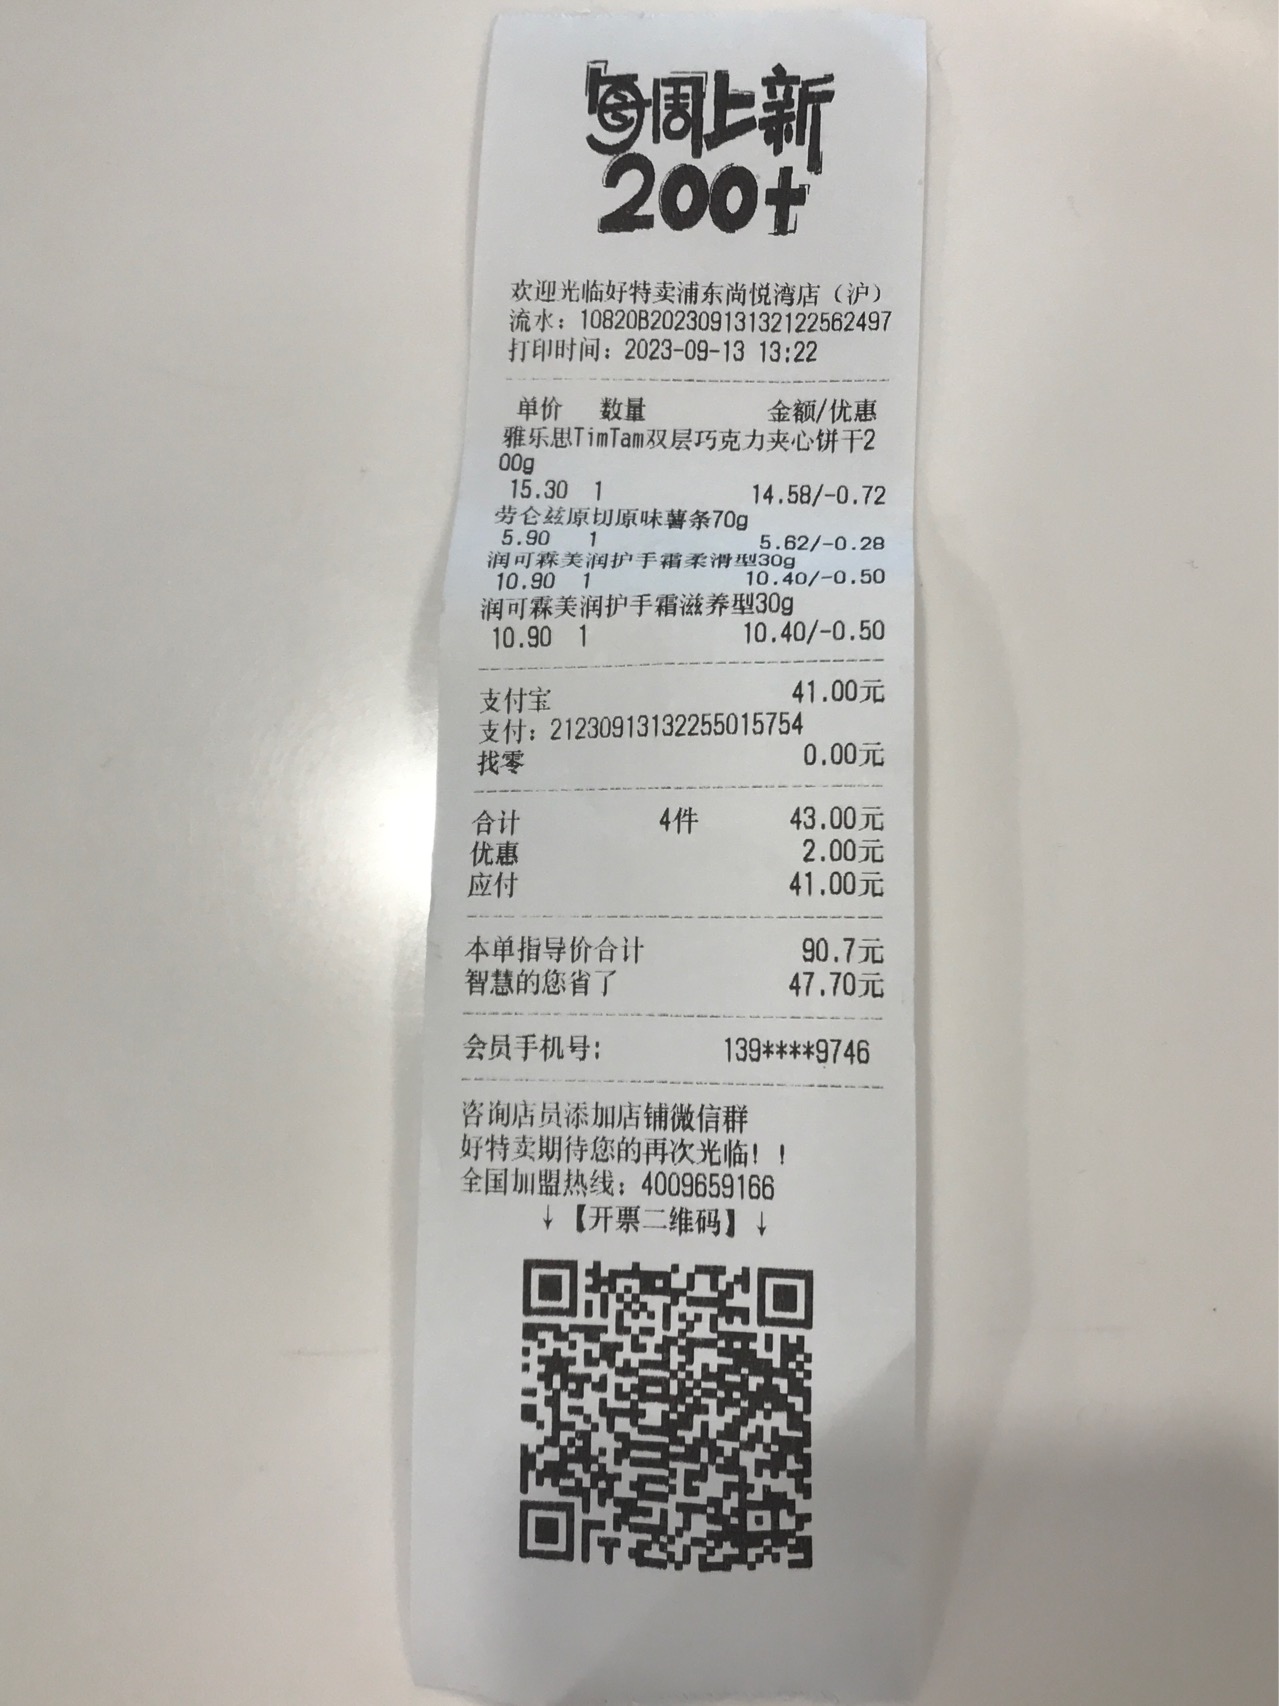 每周上新
200+
欢迎光临好特卖浦东尚悦湾店（沪）
流水：10820B20230913132122562497
打印时间：2023-09-13 13:22
单价 数量 金额/优惠
雅乐思TimTam双层巧克力夹心饼干2
00g
15.30 1 14.58/-0.72
劳仑兹原切原味薯条70g
5.90 1 5.62/-0.28
润可霖美润护手霜柔滑型30g
10.90 1 10.40/-0.50
润可霖美润护手霜滋养型30g
10.90 1 10.40/-0.50
支付宝 41.00元
支付：21230913132255015754
找零 0.00元
合计 4件 43.00元
优惠 2.00元
应付 41.00元
本单指导价合计 90.7元
智慧的您省了 47.70元
会员手机号： 139****9746
咨询店员添加店铺微信群
好特卖期待您的再次光临！！
全国加盟热线：4009659166
↓【开票二维码】↓